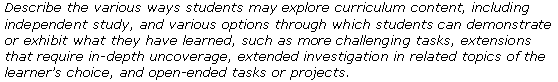 Describe the various ways students may explore curriculum content, including
independent study, and various options through which students can demonstrate
or exhibit what they have learned, such as more challenging tasks, extensions
that require in-depth uncoverage, extended investigation in related topics of the
learner's choice, and open-ended tasks or projects.